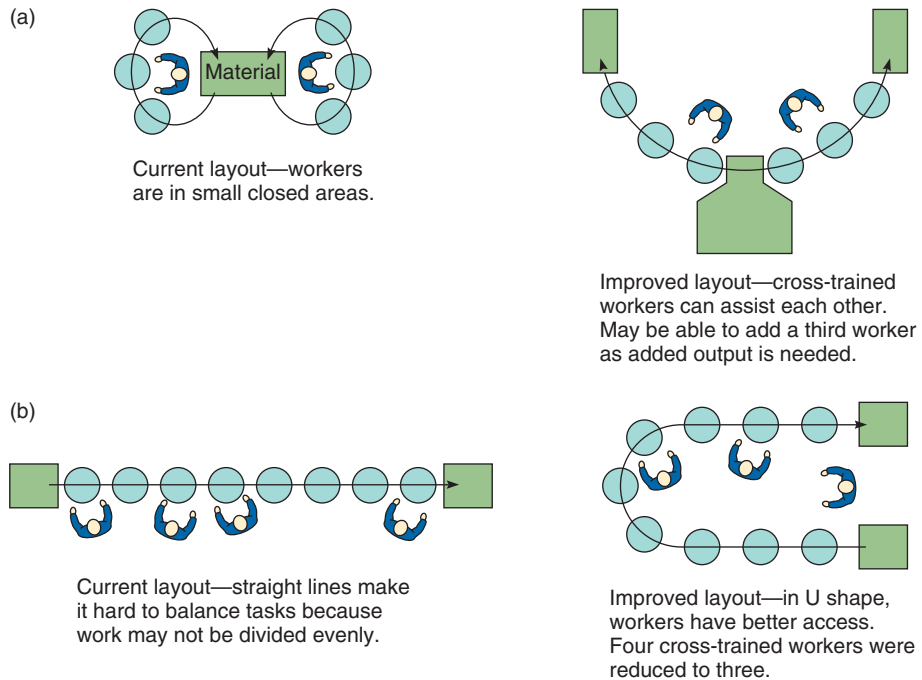 (a)
Material
Current layout—workers
are in small closed areas.
Improved layout—cross-trained
workers can assist each other.
May be able to add a third worker
as added output is needed.
(b)
Current layout—straight lines make
it hard to balance tasks because
work may not be divided evenly.
Improved layout—in U shape,
workers have better access.
Four cross-trained workers were
reduced to three.